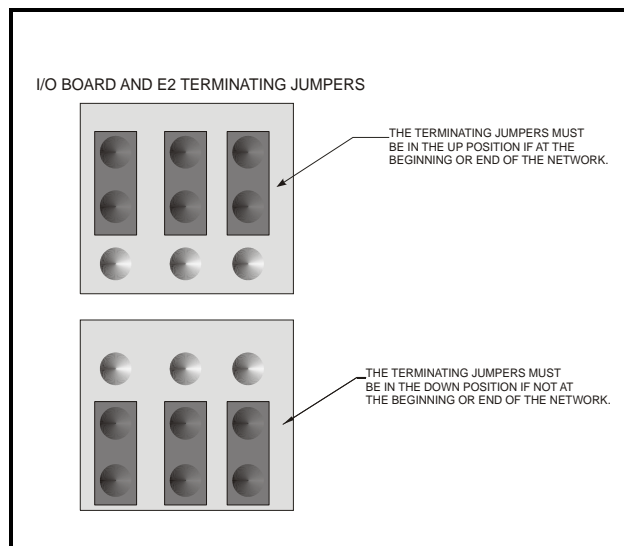 I/O BOARD AND E2 TERMINATING JUMPERS
THE TERMINATING JUMPERS MUST
BE IN THE UP POSITION IF AT THE
BEGINNING OR END OF THE NETWORK.
THE TERMINATING JUMPERS MUST
BE IN THE DOWN POSITION IF NOT AT
THE BEGINNING OR END OF THE NETWORK.